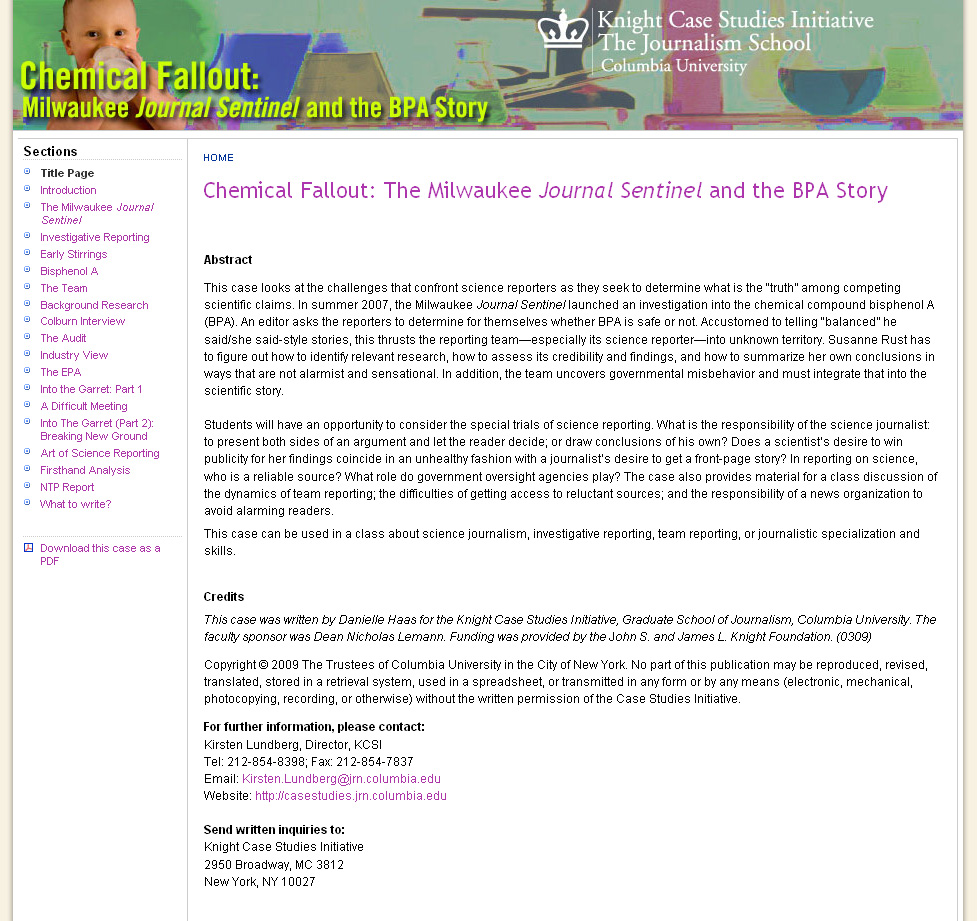 Knight Case Studies Initiative
The Journalism School
Columbia University
Chemical Fallout:
Milwaukee Journal Sentinel and the BPA Story
Sections
Title Page
Introduction
The Milwaukee Journal
Sentinel
Investigative Reporting
Early Stirrings
Bisphenol A
The Team
Background Research
Colburn Interview
The Audit
Industry View
The EPA
Into the Garret: Part 1
A Difficult Meeting
Into The Garret (Part 2):
Breaking New Ground
Art of Science Reporting
Firsthand Analysis
NTP Report
What to write?
Download this case as a
PDF
HOME
Chemical Fallout: The Milwaukee Journal Sentinel and the BPA Story
Abstract
This case looks at the challenges that confront science reporters as they seek to determine what is the "truth" among competing
scientific claims. In summer 2007, the Milwaukee Journal Sentinel launched an investigation into the chemical compound bisphenol A
(BPA). An editor asks the reporters to determine for themselves whether BPA is safe or not. Accustomed to telling "balanced" he
said/she said-style stories, this thrusts the reporting team—especially its science reporter—into unknown territory. Susanne Rust has
to figure out how to identify relevant research, how to assess its credibility and findings, and how to summarize her own conclusions in
ways that are not alarmist and sensational. In addition, the team uncovers governmental misbehavior and must integrate that into the
scientific story.
Students will have an opportunity to consider the special trials of science reporting. What is the responsibility of the science journalist:
to present both sides of an argument and let the reader decide; or draw conclusions of his own? Does a scientist's desire to win
publicity for her findings coincide in an unhealthy fashion with a journalist's desire to get a front-page story? In reporting on science,
who is a reliable source? What role do government oversight agencies play? The case also provides material for a class discussion of
the dynamics of team reporting; the difficulties of getting access to reluctant sources; and the responsibility of a news organization to
avoid alarming readers.
This case can be used in a class about science journalism, investigative reporting, team reporting, or journalistic specialization and
skills.
Credits
This case was written by Danielle Haas for the Knight Case Studies Initiative, Graduate School of Journalism, Columbia University. The
faculty sponsor was Dean Nicholas Lemann. Funding was provided by the John S. and James L. Knight Foundation. (0309)
Copyright © 2009 The Trustees of Columbia University in the City of New York. No part of this publication may be reproduced, revised,
translated, stored in a retrieval system, used in a spreadsheet, or transmitted in any form or by any means (electronic, mechanical,
photocopying, recording, or otherwise) without the written permission of the Case Studies Initiative.
For further information, please contact:
Kirsten Lundberg, Director, KCSI
Tel: 212-854-8398; Fax: 212-854-7837
Email: Kirsten.Lundberg@jrn.columbia.edu
Website: http://casestudies.jrn.columbia.edu
Send written inquiries to:
Knight Case Studies Initiative
2950 Broadway, MC 3812
New York, NY 10027